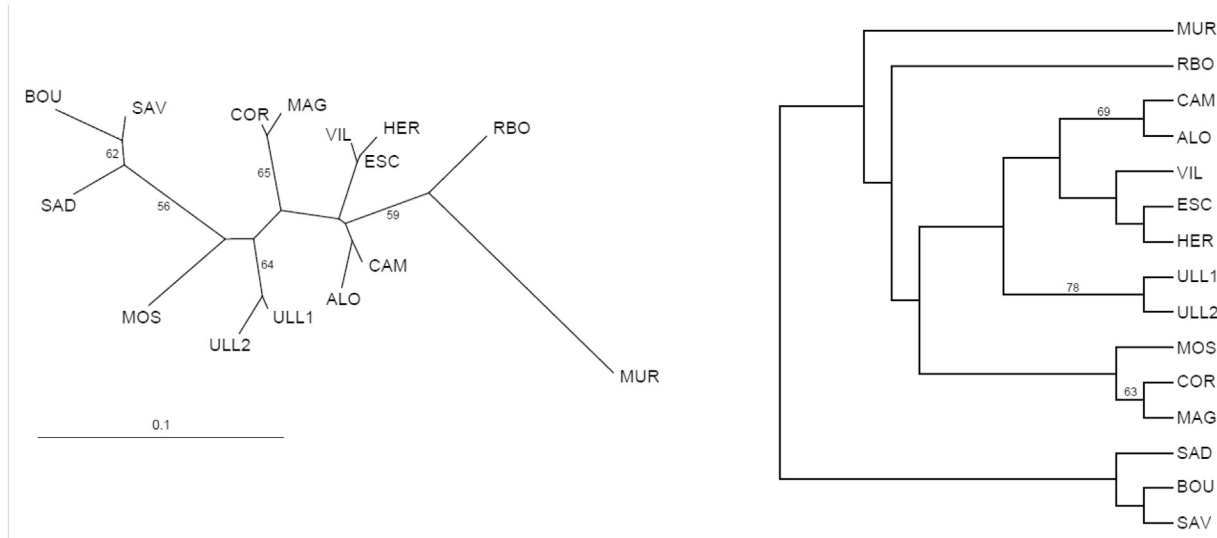 BOU
SAV
62
SAD
56
MOS
COR
MAG
65
64
ULL1
ULL2
VIL
HER
ESC
59
RBO
CAM
ALO
MUR
0.1
MUR
RBO
69
CAM
ALO
VIL
ESC
HER
78
ULL1
ULL2
MOS
63
COR
MAG
SAD
BOU
SAV